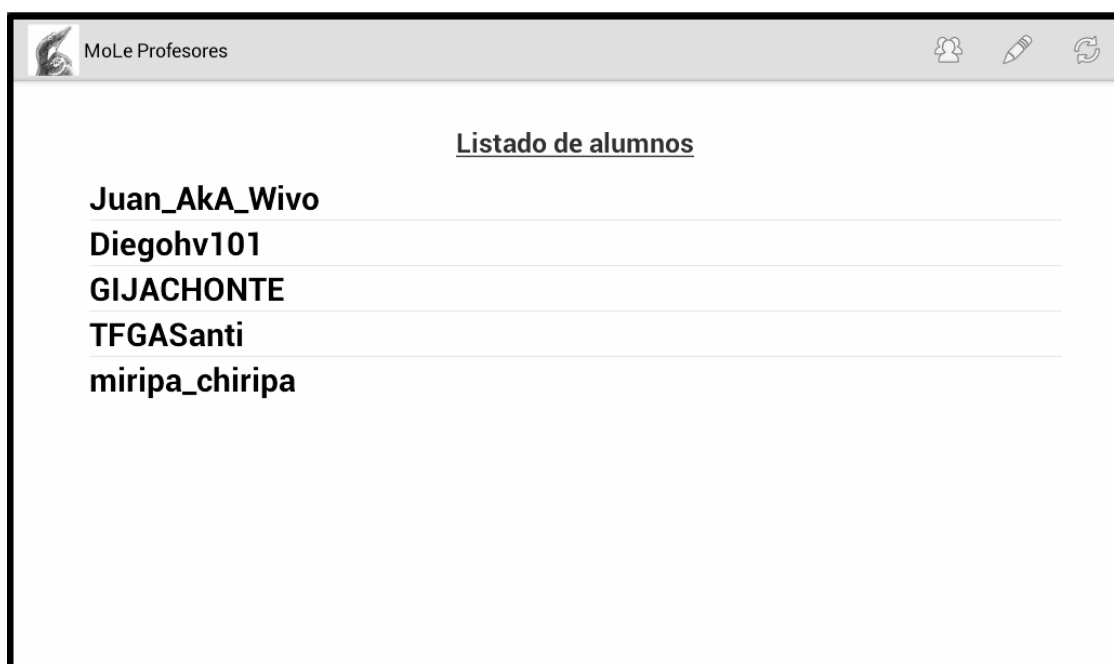 MoLe Profesores
Listado de alumnos
Juan_AkA_Wivo
Diegohv101
GIJACHONTE
TFGASanti
miripa_chiripa